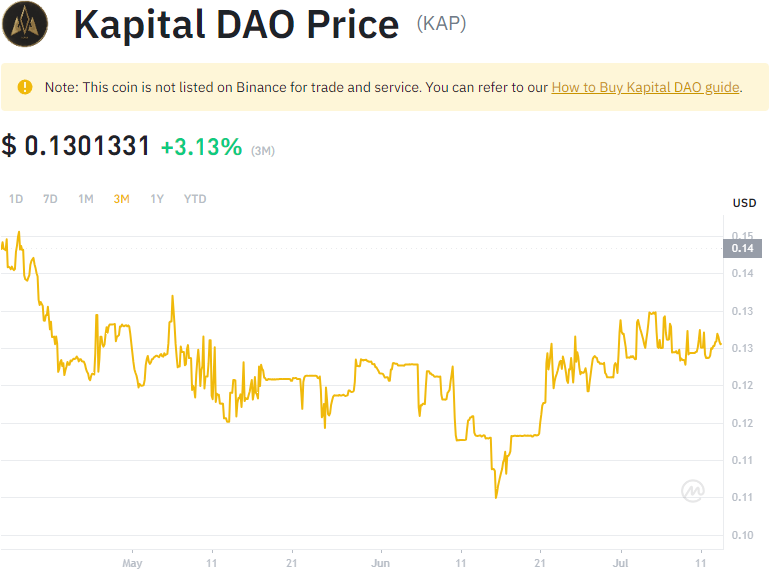 Kapital DAO Price (KAP)
Note: This coin is not listed on Binance for trade and service. You can refer to our How to Buy Kapital DAO guide.
$ 0.1301331 +3.13% (3M)
1D 7D 1M 3M 1Y YTD
USD
0.15
0.14
0.14
0.13
0.13
0.12
0.12
0.11
0.11
0.10
May 11 21 Jun 11 21 Jul 11